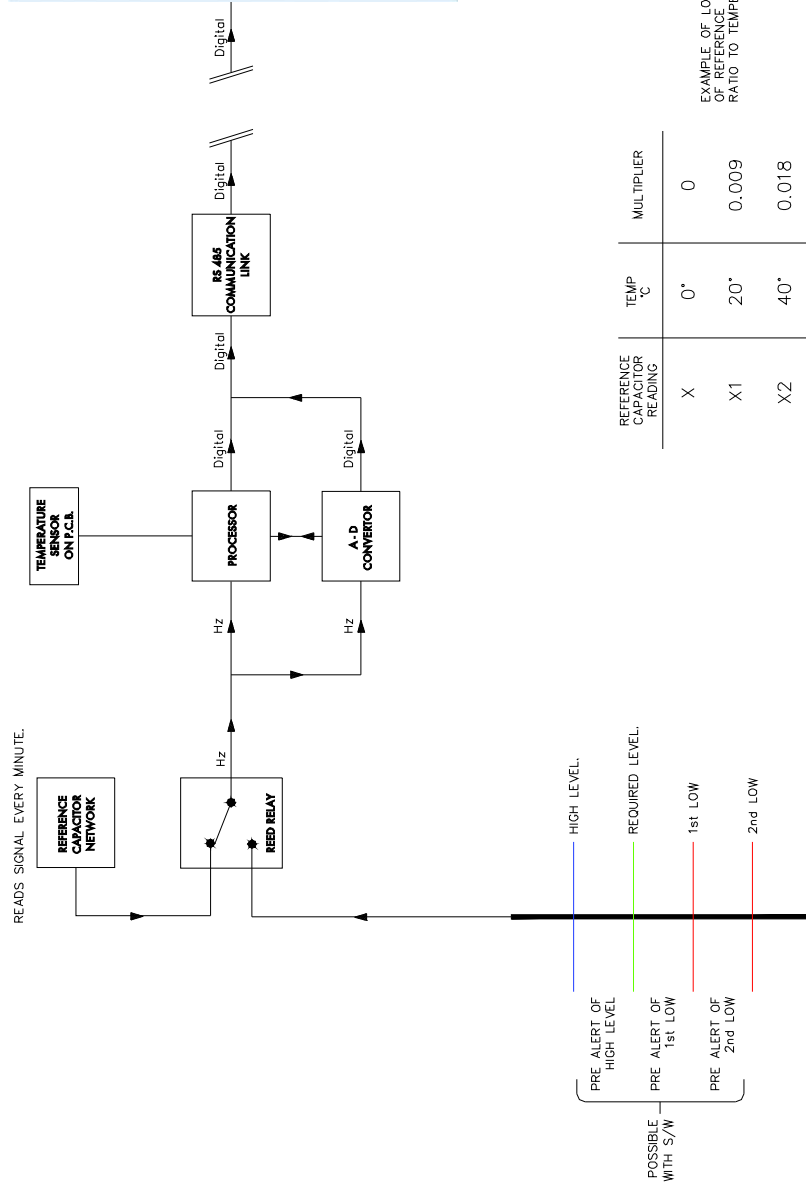 READS SIGNAL EVERY MINUTE.
REFERENCE
CAPACITOR
NETWORK
REED RELAY
Hz
TEMPERATURE
SENSOR
ON P.C.B.
Hz
PROCESSOR
Digital
Hz
A - D
CONVERTOR
Digital
Digital
RS 485
COMMUNICATION
LINK
Digital
Digital
HIGH LEVEL.
REQUIRED LEVEL.
1st LOW
2nd LOW
PRE ALERT OF
HIGH LEVEL
PRE ALERT OF
1st LOW
PRE ALERT OF
2nd LOW
POSSIBLE
WITH S/W
REFERENCE
CAPACITOR
READING
TEMP
°C
MULTIPLIER
X 0° 0
X1 20° 0.009
X2 40° 0.018
EXAMPLE OF LO
OF REFERENCE
RATIO TO TEMPE